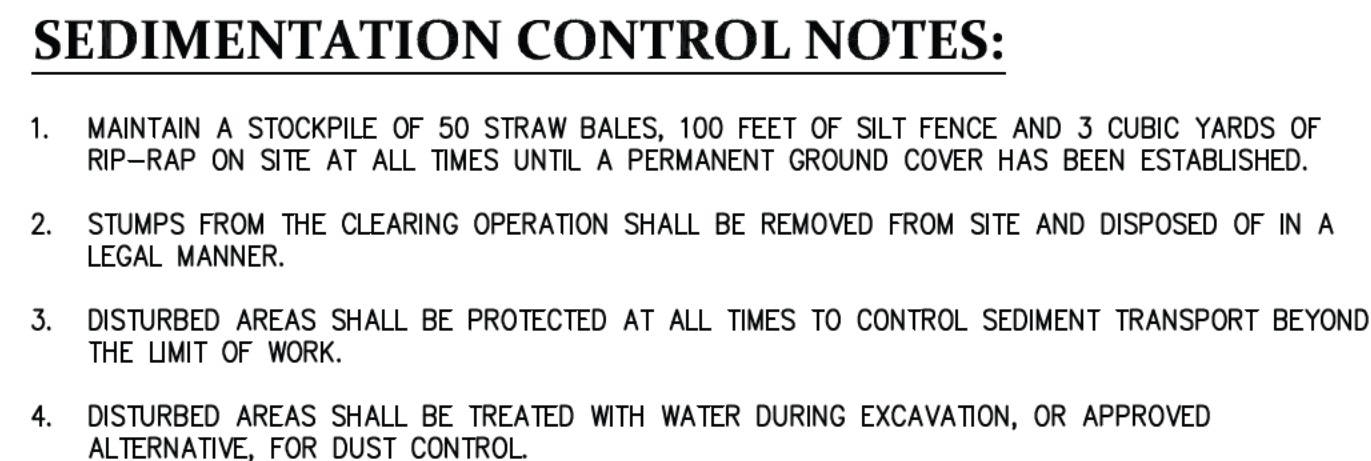 SEDIMENTATION CONTROL NOTES:
1. MAINTAIN A STOCKPILE OF 50 STRAW BALES, 100 FEET OF SILT FENCE AND 3 CUBIC YARDS OF
RIP-RAP ON SITE AT ALL TIMES UNTIL A PERMANENT GROUND COVER HAS BEEN ESTABLISHED.
2. STUMPS FROM THE CLEARING OPERATION SHALL BE REMOVED FROM SITE AND DISPOSED OF IN A
LEGAL MANNER.
3. DISTURBED AREAS SHALL BE PROTECTED AT ALL TIMES TO CONTROL SEDIMENT TRANSPORT BEYOND
THE LIMIT OF WORK.
4. DISTURBED AREAS SHALL BE TREATED WITH WATER DURING EXCAVATION, OR APPROVED
ALTERNATIVE, FOR DUST CONTROL.